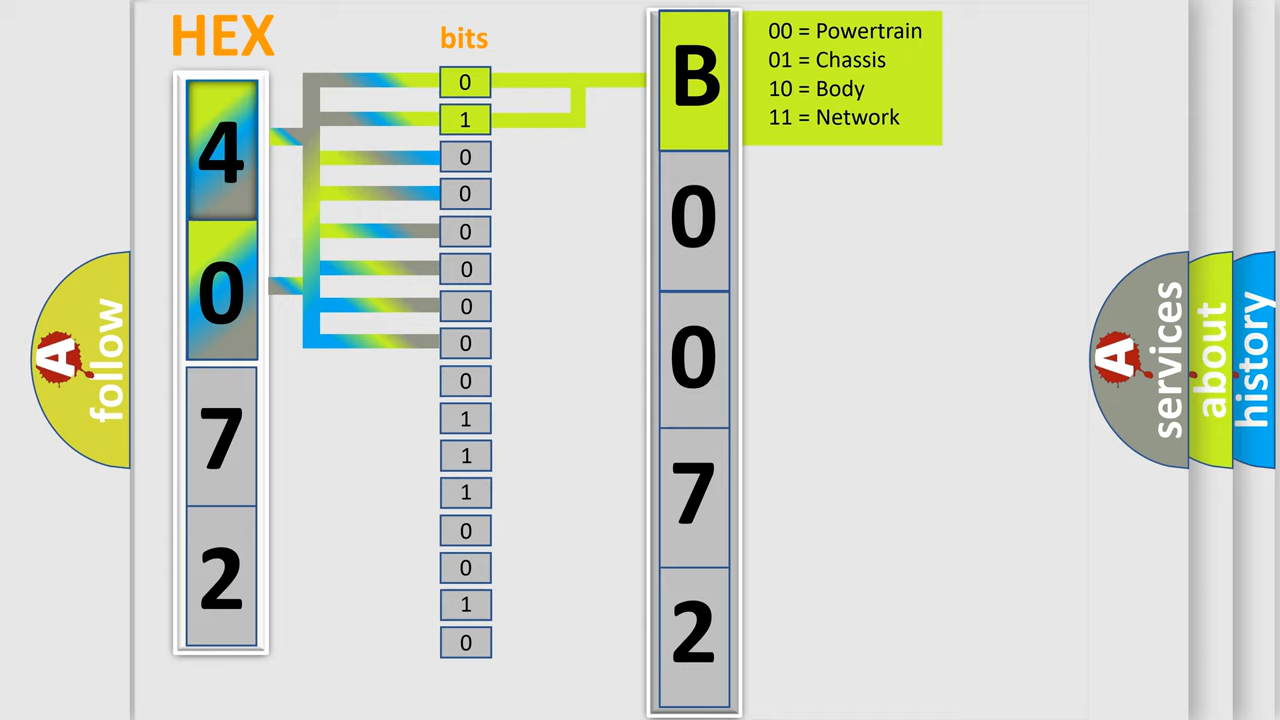 HEX
bits
4
0
7
2
0
1
0
0
0
0
0
0
0
1
1
1
0
0
1
0
B
0
0
7
2
00 = Powertrain
01 = Chassis
10 = Body
11 = Network
A
follow
A
services
about
history